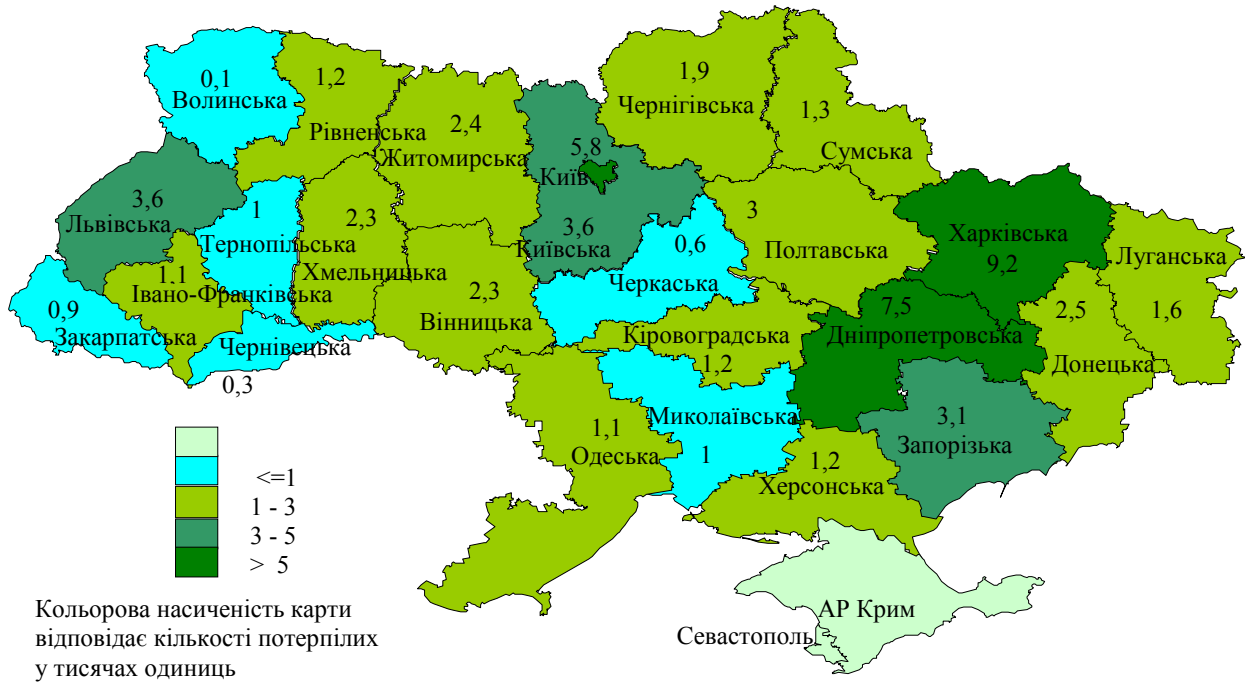 0,1
Волинська
1,2
Рівненська
2,4
Житомирська
5,8
Київ
3,6
Київська
1,9
Чернігівська
1,3
Сумська
3,6
Львівська
1
Тернопільська
2,3
Хмельницька
1,1
Івано-Франківська
0,9
Закарпатська
Чернівецька
0,3
2,3
Вінницька
0,6
Черкаська
3
Полтавська
Харківська
9,2
Луганська
1,6
2,5
Донецька
7,5
Дніпропетровська
Кіровоградська
1,2
Миколаївська
1
1,1
Одеська
1,2
Херсонська
3,1
Запорізька
АР Крим
Севастополь
<=1
1 - 3
3 - 5
> 5
Кольорова насиченість карти
відповідає кількості потерпілих
у тисячах одиниць